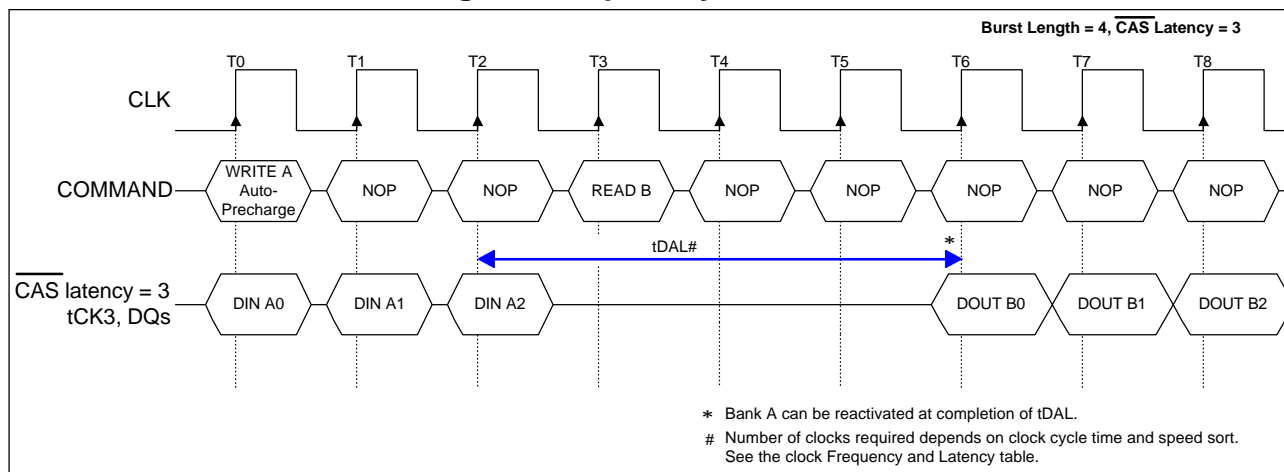 Burst Length = 4, CAS Latency = 3
T0 T1 T2 T3 T4 T5 T6 T7 T8
CLK
COMMAND
WRITE A
Auto-
Precharge
NOP NOP READ B NOP NOP NOP NOP NOP
tDAL#
*
CAS latency = 3
tCK3, DQs
DIN A0 DIN A1 DIN A2 DOUT B0 DOUT B1 DOUT B2
* Bank A can be reactivated at completion of tDAL.
# Number of clocks required depends on clock cycle time and speed sort.
See the clock Frequency and Latency table.